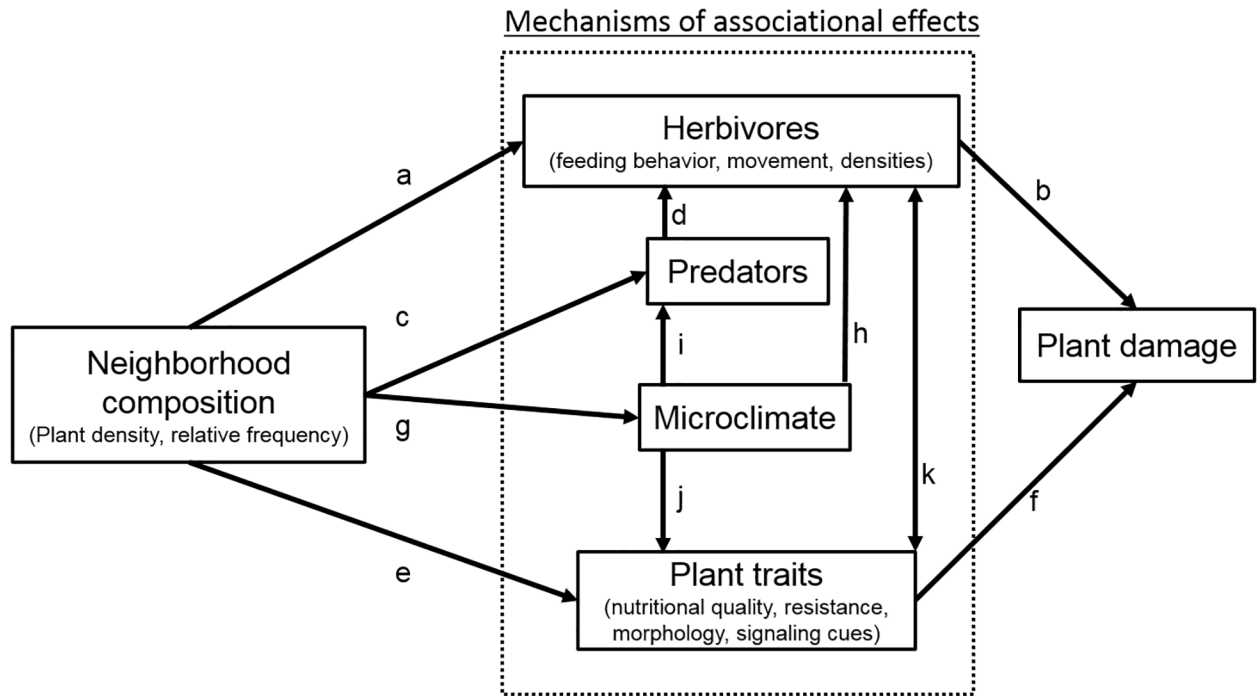 Mechanisms of associational effects
Herbivores
(feeding behavior, movement, densities)
a
b
d
Predators
c
i
h
Neighborhood
composition
(Plant density, relative frequency)
Plant damage
Microclimate
g
j
k
f
e
Plant traits
(nutritional quality, resistance,
morphology, signaling cues)